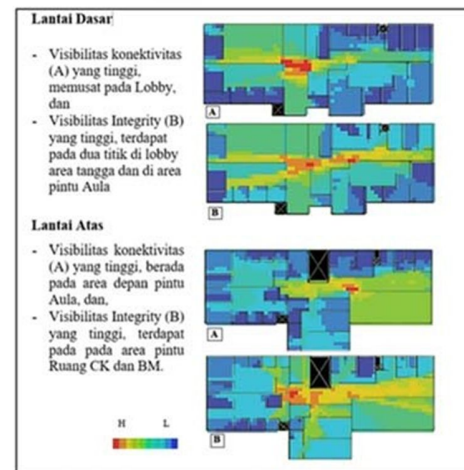 Lantai Dasar
- Visibilitas konektivitas
(A) yang tinggi,
memusat pada Lobby,
dan
- Visibilitas Integrity (B)
yang tinggi, terdapat
pada dua titik di lobby
area tangga dan di area
pintu Aula
A
B
Lantai Atas
- Visibilitas konektivitas
(A) yang tinggi, berada
pada area depan pintu
Aula, dan,
- Visibilitas Integrity (B)
yang tinggi, terdapat
pada pada area pintu
Ruang CK dan BM.
A
B
H L